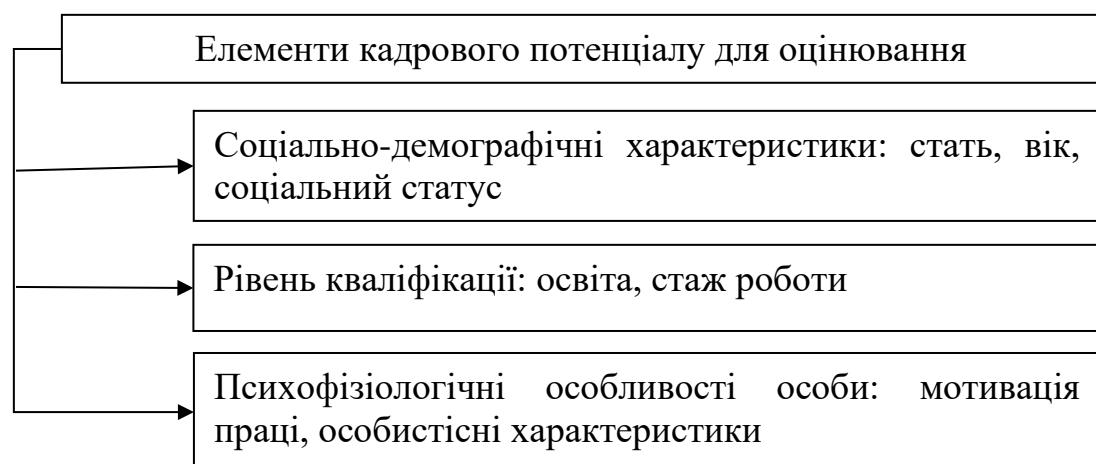 Елементи кадрового потенціалу для оцінювання
Соціально-демографічні характеристики: стать, вік,
соціальний статус
Рівень кваліфікації: освіта, стаж роботи
Психофізіологічні особливості особи: мотивація
праці, особистісні характеристики